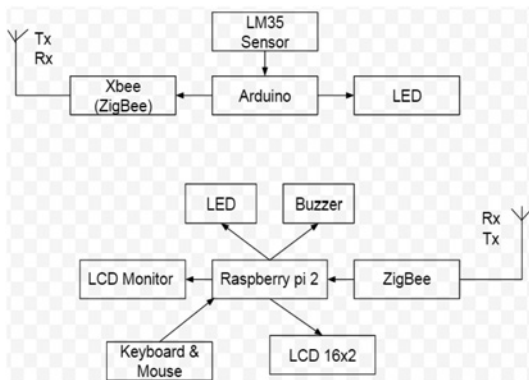 LM35
Sensor
Tx
Rx
Xbee
(ZigBee)
Arduino
LED
LED
Buzzer
Rx
Tx
LCD Monitor
Raspberry pi 2
ZigBee
Keyboard &
Mouse
LCD 16x2